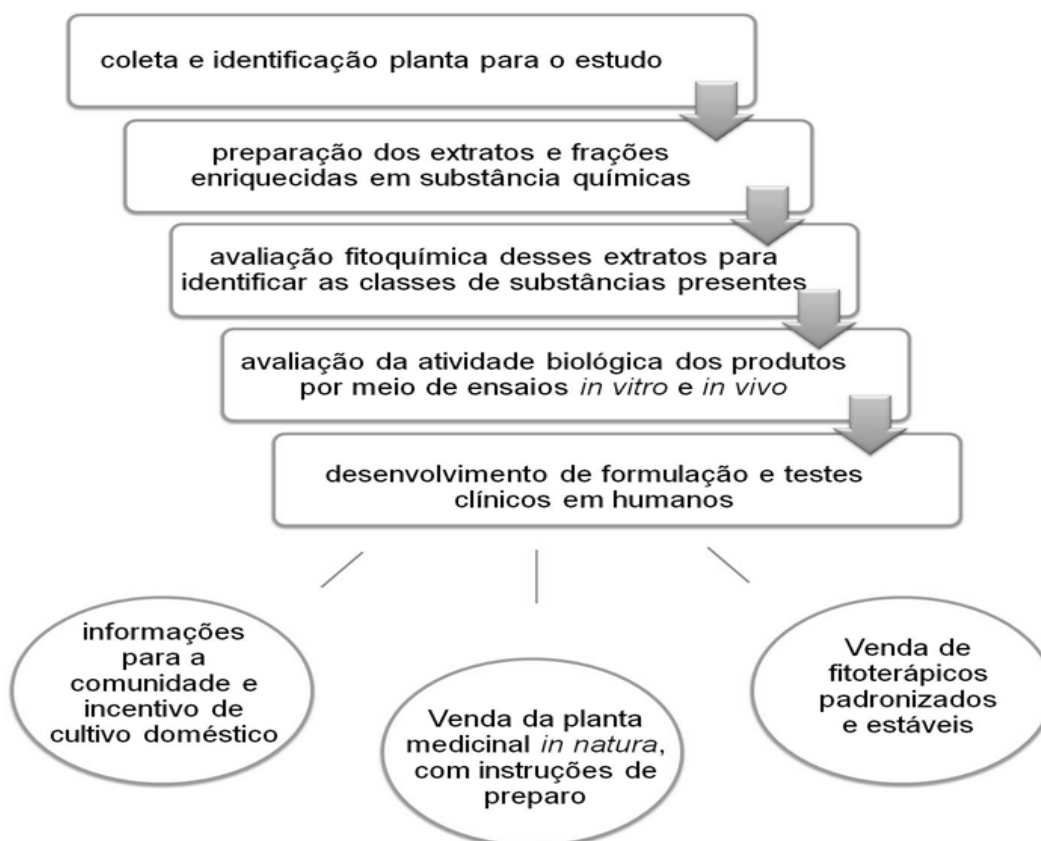 coleta e identificação planta para o estudo
preparação dos extratos e frações
enriquecidas em substância químicas
avaliação fitoquímica desses extratos para
identificar as classes de substâncias presentes
avaliação da atividade biológica dos produtos
por meio de ensaios in vitro e in vivo
desenvolvimento de formulação e testes
clínicos em humanos
informações
para a
comunidade e
incentivo de
cultivo doméstico
Venda da planta
medicinal in natura,
com instruções de
preparo
Venda de
fitoterápicos
padronizados
e estáveis